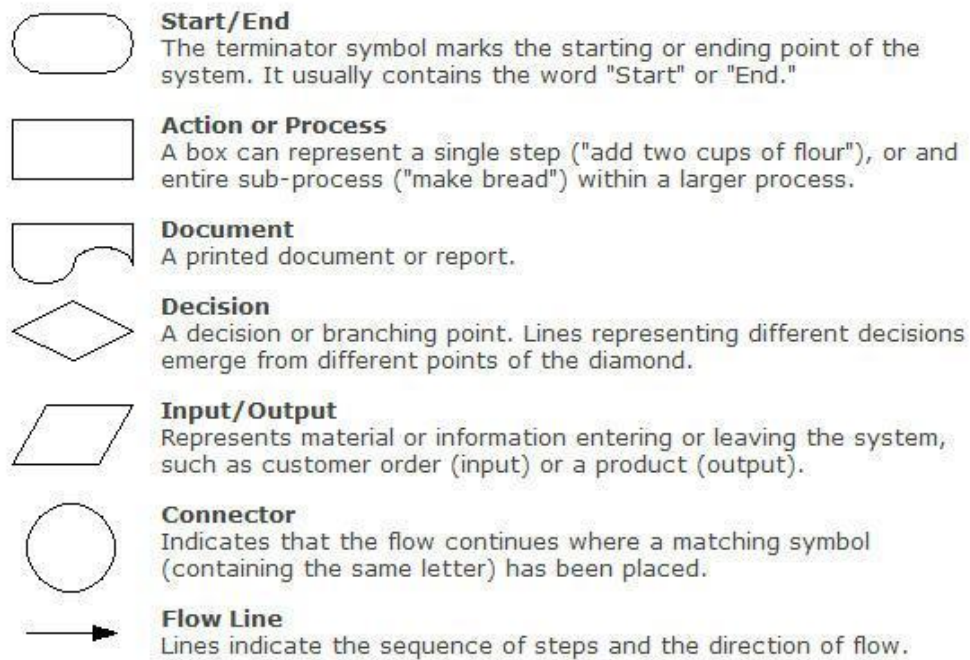 Start/End
The terminator symbol marks the starting or ending point of the
system. It usually contains the word "Start" or "End."
Action or Process
A box can represent a single step ("add two cups of flour"), or and
entire sub-process ("make bread") within a larger process.
Document
A printed document or report.
Decision
A decision or branching point. Lines representing different decisions
emerge from different points of the diamond.
Input/Output
Represents material or information entering or leaving the system,
such as customer order (input) or a product (output).
Connector
Indicates that the flow continues where a matching symbol
(containing the same letter) has been placed.
Flow Line
Lines indicate the sequence of steps and the direction of flow.